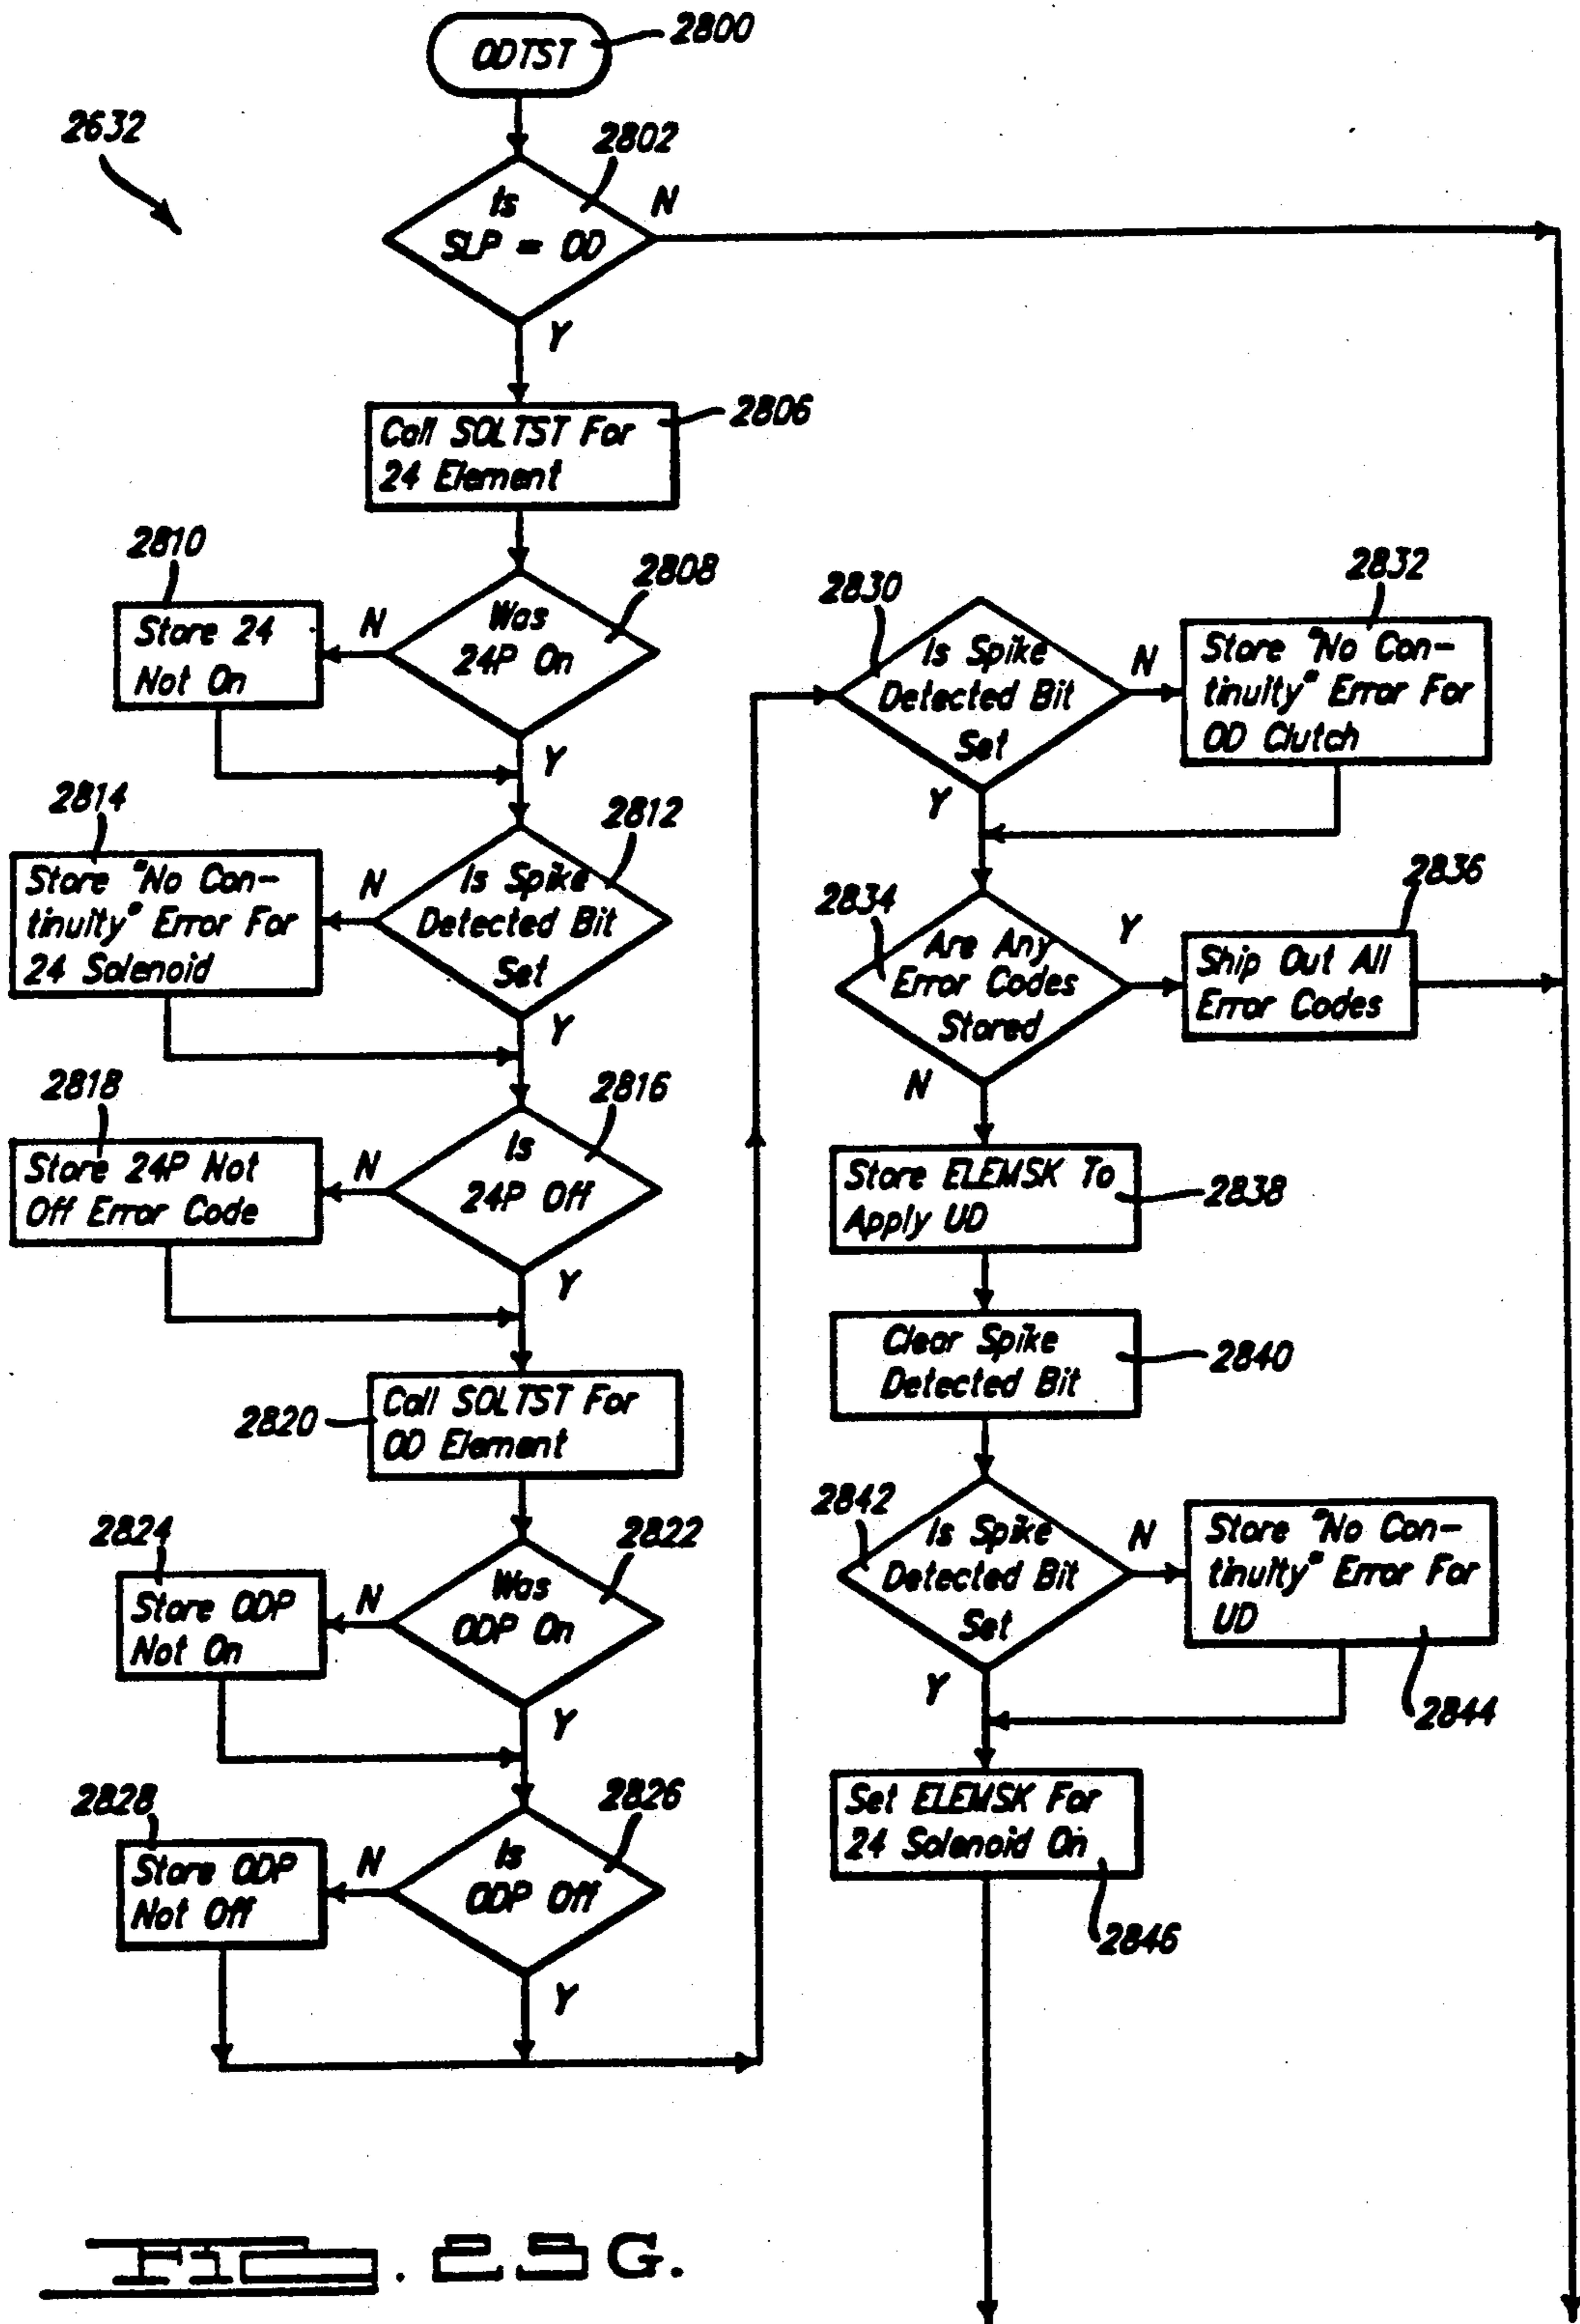 ODTST
2800
2632
2802
Is
SLP = OD
N
Y
Call SOLTST For
24 Element
2806
2810
Store 24
Not On
N
Was
24P On
2808
Y
2814
Store "No Con-
tinuity" Error For
24 Solenoid
N
Is Spike
Detected Bit
Set
2812
Y
2818
Store 24P Not
Off Error Code
N
Is
24P Off
2816
Y
2820
Call SOLTST For
OD Element
2824
Store ODP
Not On
N
Was
ODP On
2822
Y
2828
Store ODP
Not Off
N
Is
ODP Off
2826
Y
2830
Is Spike
Detected Bit
Set
N
Y
2832
Store "No Con-
tinuity" Error For
OD Clutch
2834
Are Any
Error Codes
Stored
Y
N
2836
Ship Out All
Error Codes
Store ELEMSK To
Apply UD
2838
Clear Spike
Detected Bit
2840
2842
Is Spike
Detected Bit
Set
N
Y
Store "No Con-
tinuity" Error For
UD
2844
Set ELEMSK For
24 Solenoid On
2846
FIG. 25G.